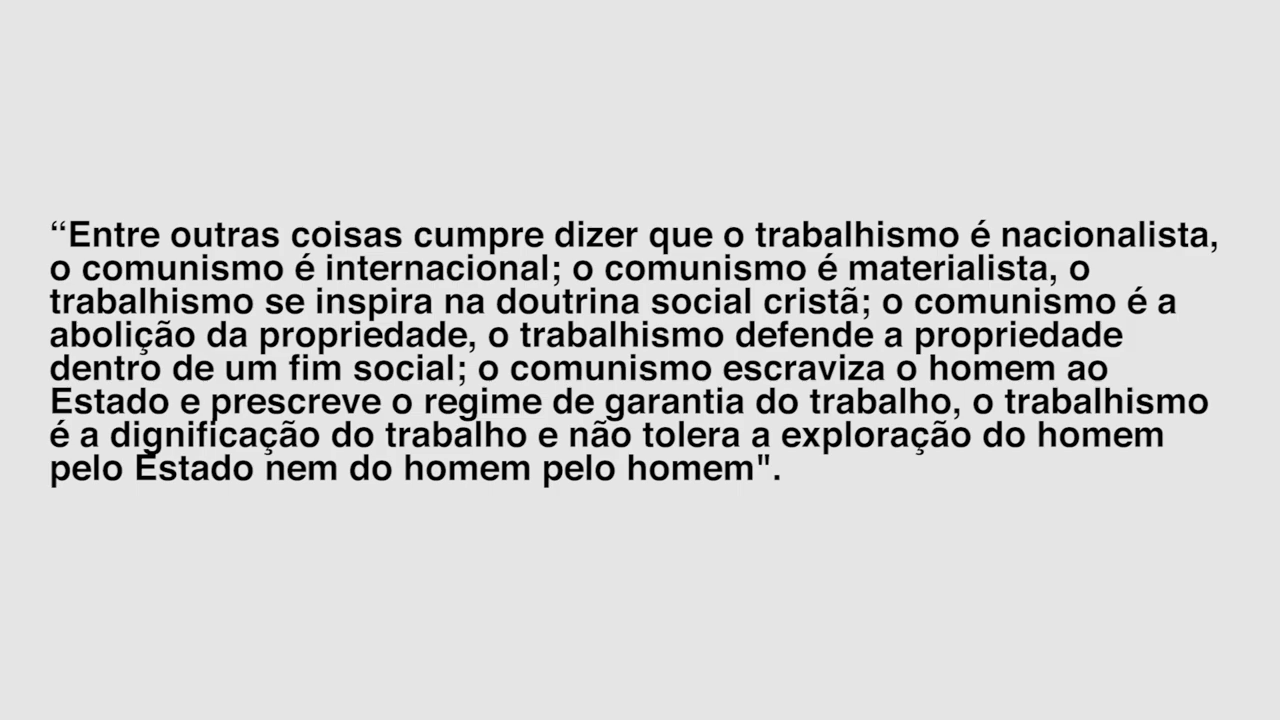 “Entre outras coisas cumpre dizer que o trabalhismo é nacionalista,
o comunismo é internacional; o comunismo é materialista, o
trabalhismo se inspira na doutrina social cristã; o comunismo é a
abolição da propriedade, o trabalhismo defende a propriedade
dentro de um fim social; o comunismo escraviza o homem ao
Estado e prescreve o regime de garantia do trabalho, o trabalhismo
é a dignificação do trabalho e não tolera a exploração do homem
pelo Estado nem do homem pelo homem".